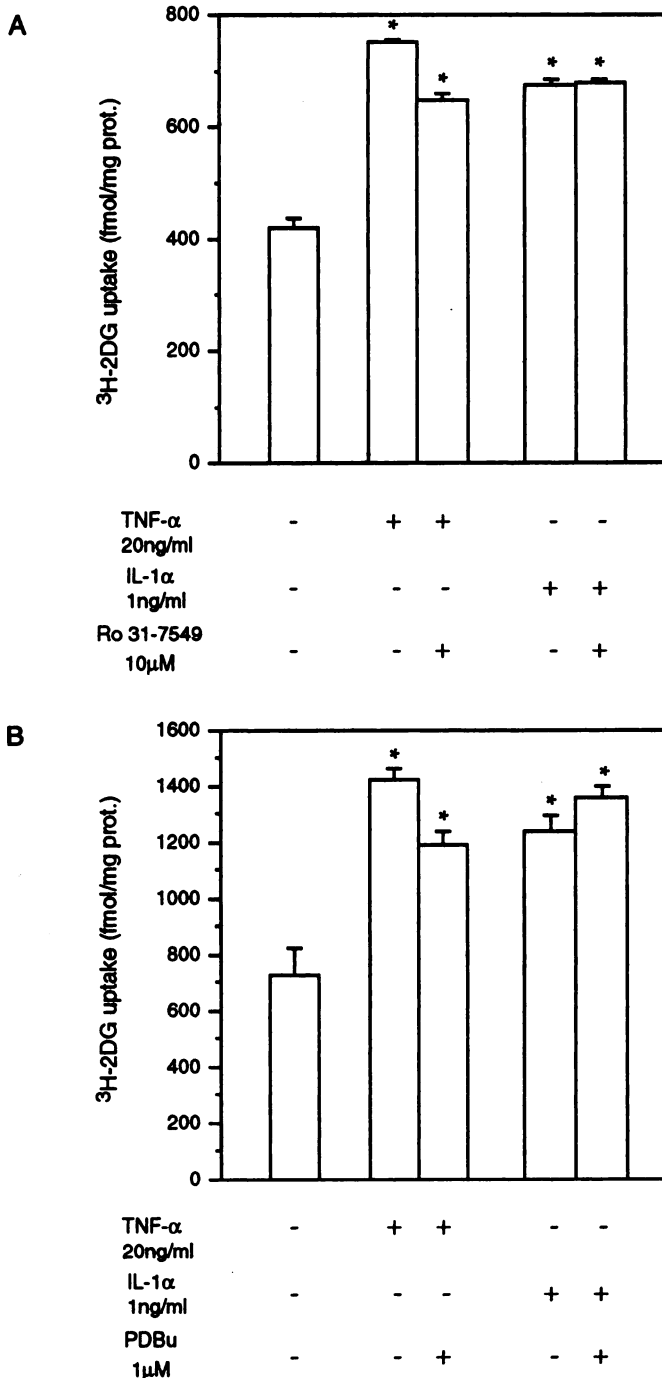 A
³H-2DG uptake (fmol/mg prot.)
800
600
400
200
0
* * * *
TNF-α - + + - -
20ng/ml
IL-1α - - - + +
1ng/ml
Ro 31-7549 - - + - +
10μM
B
³H-2DG uptake (fmol/mg prot.)
1600
1400
1200
1000
800
600
400
200
0
* * * *
TNF-α - + + - -
20ng/ml
IL-1α - - - + +
1ng/ml
PDBu - - + - +
1μM